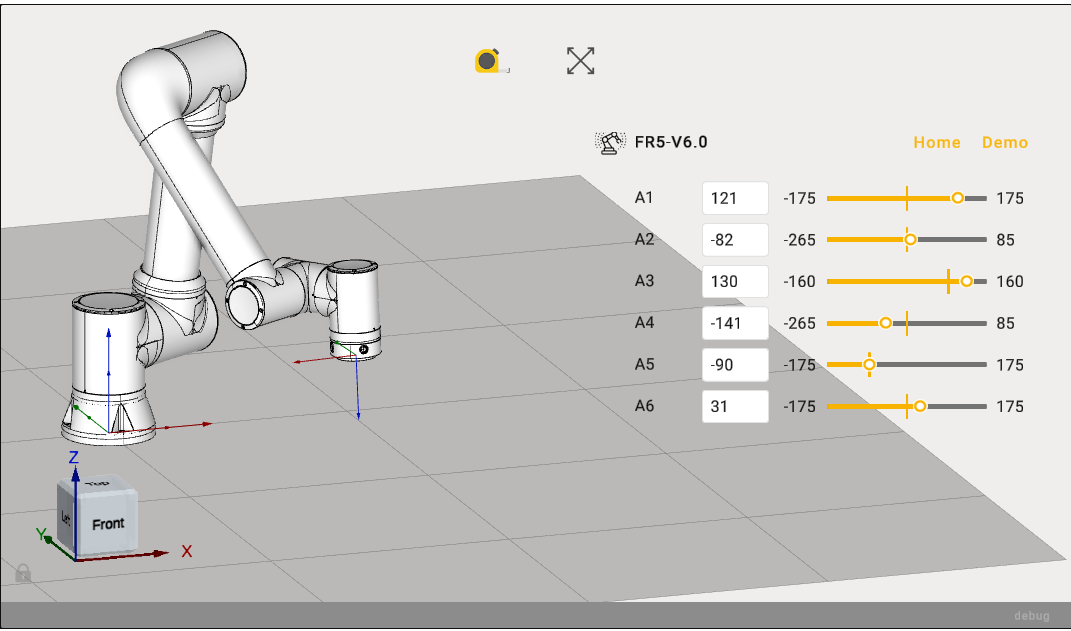 FR5-V6.0 Home Demo
A1 121 -175 175
A2 -82 -265 85
A3 130 -160 160
A4 -141 -265 85
A5 -90 -175 175
A6 31 -175 175
Z
Top
Left
Front
Y
X
debug